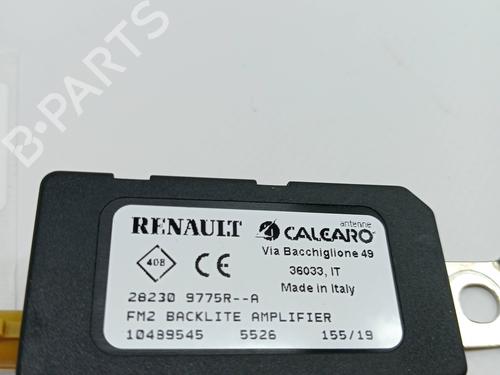 B-PARTS
RENAULT
antenne
CALEARO
Via Bacchiglione 49
36033, IT
Made in Italy
408
CE
28230 9775R--A
FM2 BACKLITE AMPLIFIER
10489545 5526 155/19